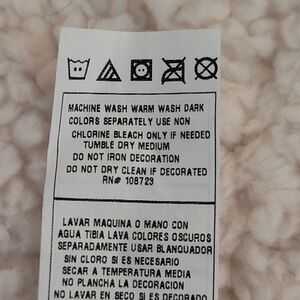 MACHINE WASH WARM WASH DARK
COLORS SEPARATELY USE NON
CHLORINE BLEACH ONLY IF NEEDED
TUMBLE DRY MEDIUM
DO NOT IRON DECORATION
DO NOT DRY CLEAN IF DECORATED
RN# 108723
LAVAR MAQUINA O MANO CON
AGUA TIBIA LAVA COLORES OSCUROS
SEPARADAMENTE USAR BLANQUADOR
SIN CLORO SI ES NECESARIO
SECAR A TEMPERATURA MEDIA
NO PLANCHA LA DECORACION
NO LAVAR EN SECO SI ES DECORADO